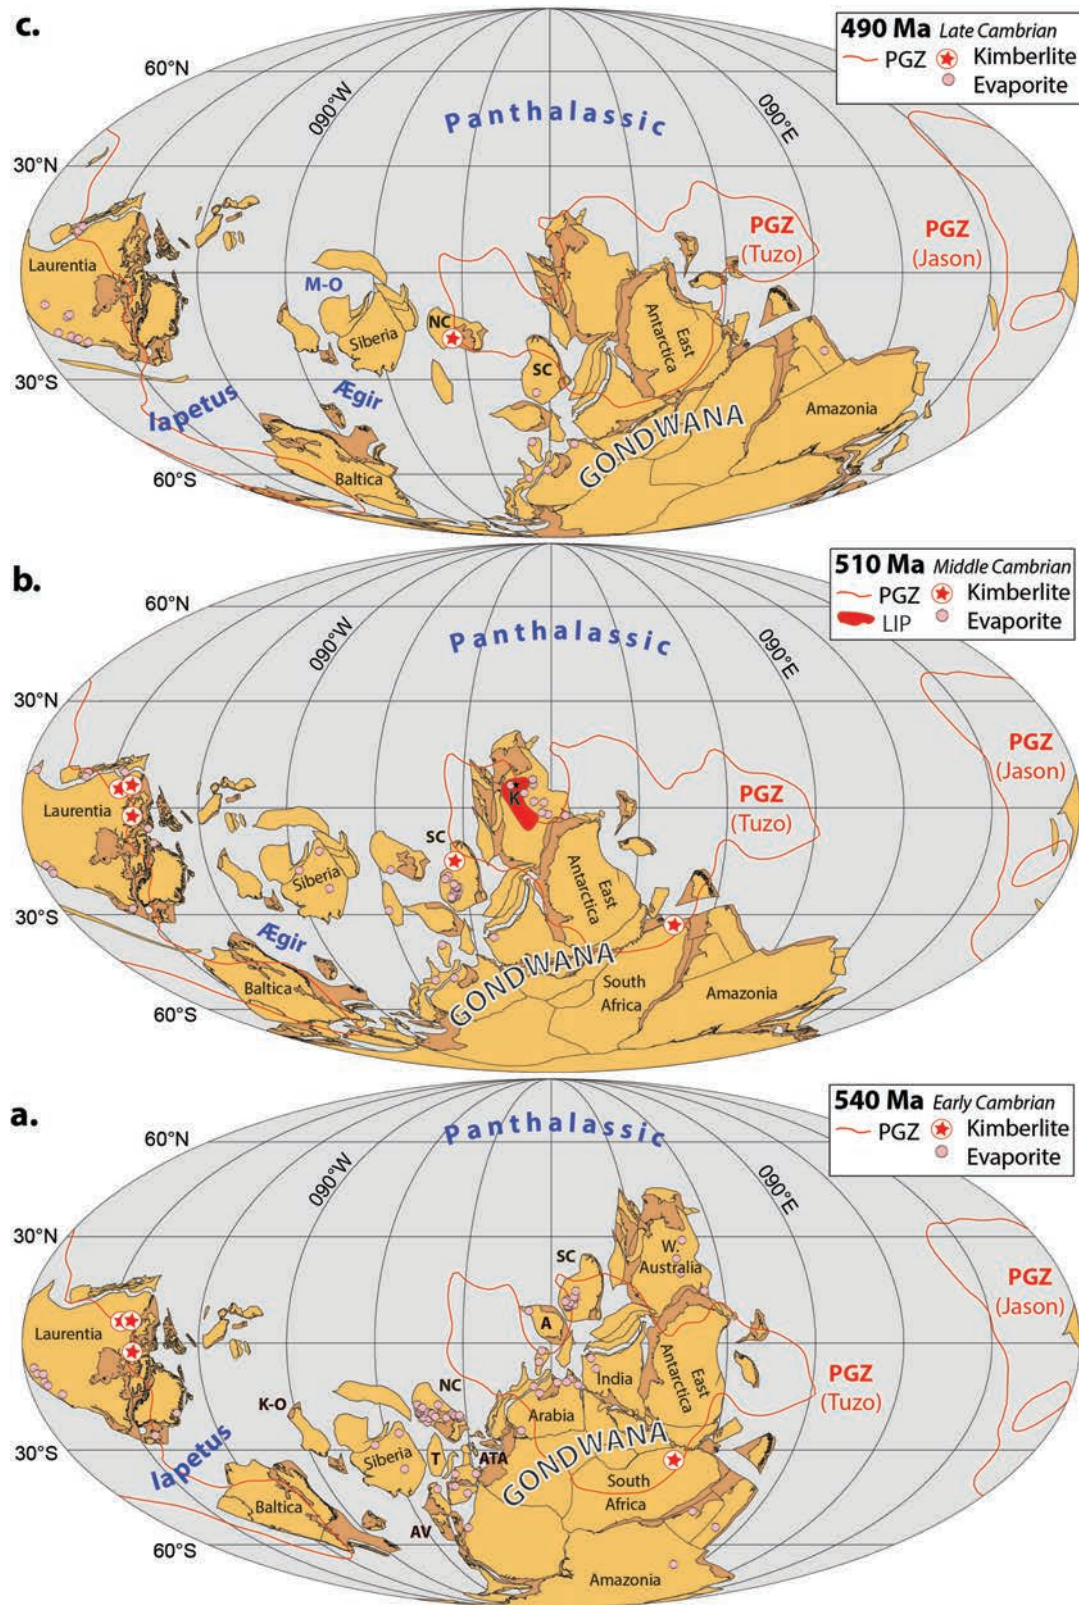 c.
490 Ma Late Cambrian
PGZ Kimberlite
Evaporite
60°N
090°W
Panthalassic
090°E
30°N
PGZ
(Tuzo)
PGZ
(Jason)
Laurentia
M-O
Siberia
NC
SC
East
Antarctica
30°S
Iapetus
Ægir
Amazonia
GONDWANA
60°S
Baltica
b.
510 Ma Middle Cambrian
PGZ Kimberlite
LIP Evaporite
60°N
090°W
Panthalassic
090°E
30°N
PGZ
(Jason)
K
PGZ
(Tuzo)
Laurentia
SC
Siberia
East
Antarctica
30°S
Ægir
GONDWANA
Baltica
South
Africa
Amazonia
60°S
a.
540 Ma Early Cambrian
PGZ Kimberlite
Evaporite
60°N
Panthalassic
090°W
090°E
30°N
SC
W.
Australia
PGZ
(Jason)
Laurentia
A
India
East
Antarctica
PGZ
(Tuzo)
K-O
NC
Arabia
30°S
Iapetus
Siberia
T
ATA
GONDWANA
South
Africa
Baltica
AV
60°S
Amazonia